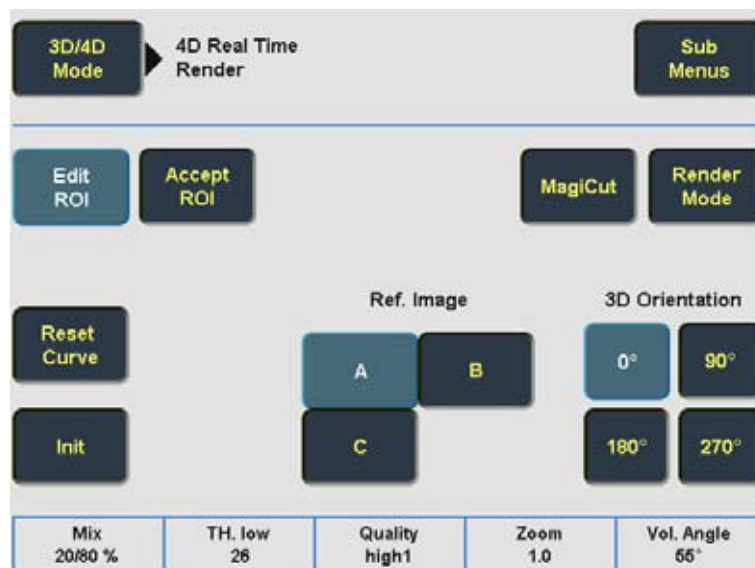 3D/4D
Mode
4D Real Time
Render
Sub
Menus
Edit
ROI
Accept
ROI
MagiCut
Render
Mode
Ref. Image
3D Orientation
Reset
Curve
A
B
0°
90°
Init
C
180°
270°
Mix
20/80 %
TH. low
26
Quality
high1
Zoom
1.0
Vol. Angle
55°